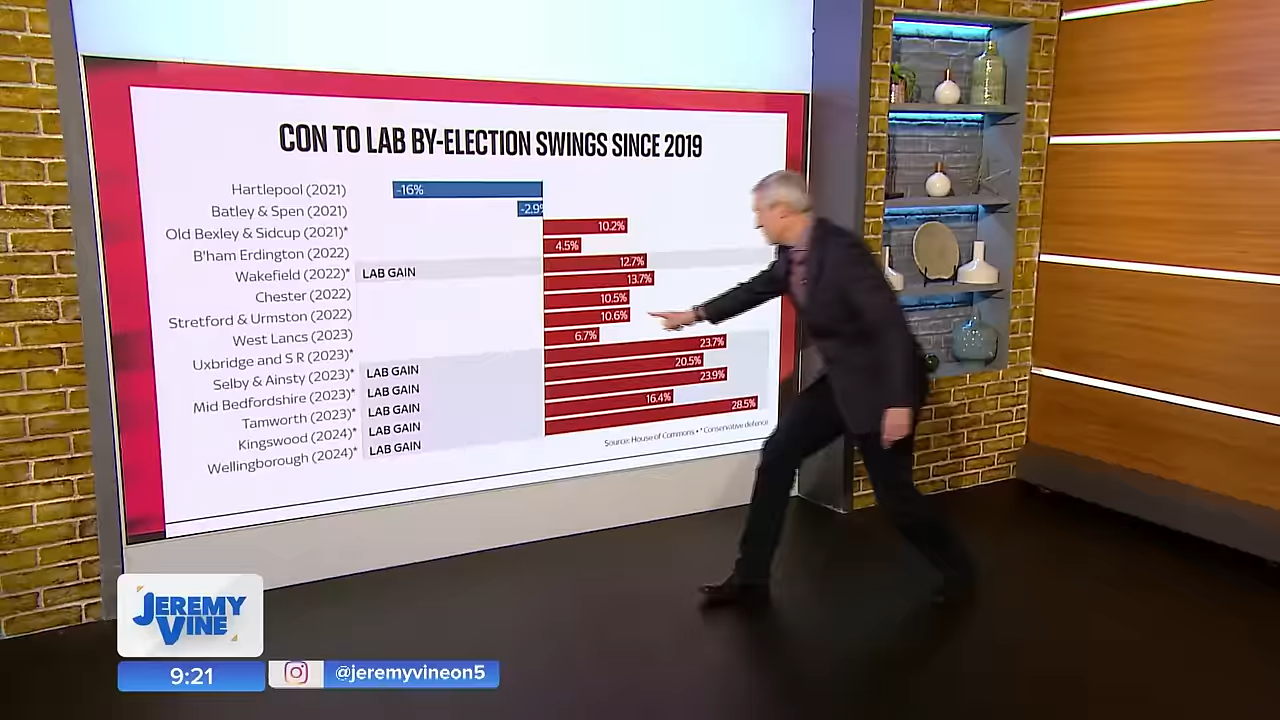 CON TO LAB BY-ELECTION SWINGS SINCE 2019
Hartlepool (2021) -16%
Batley & Spen (2021) -2.9%
Old Bexley & Sidcup (2021)* 10.2%
B'ham Erdington (2022) 4.5%
Wakefield (2022)* LAB GAIN 12.7%
Chester (2022) 13.7%
Stretford & Urmston (2022) 10.5%
West Lancs (2023) 10.6%
Uxbridge and S R (2023)* 6.7%
Selby & Ainsty (2023)* LAB GAIN 23.7%
Mid Bedfordshire (2023)* LAB GAIN 20.5%
Tamworth (2023)* LAB GAIN 23.9%
Kingswood (2024)* LAB GAIN 16.4%
Wellingborough (2024)* LAB GAIN 28.5%
Source: House of Commons • * Conservative defence
JEREMY
VINE
9:21 @jeremyvineon5